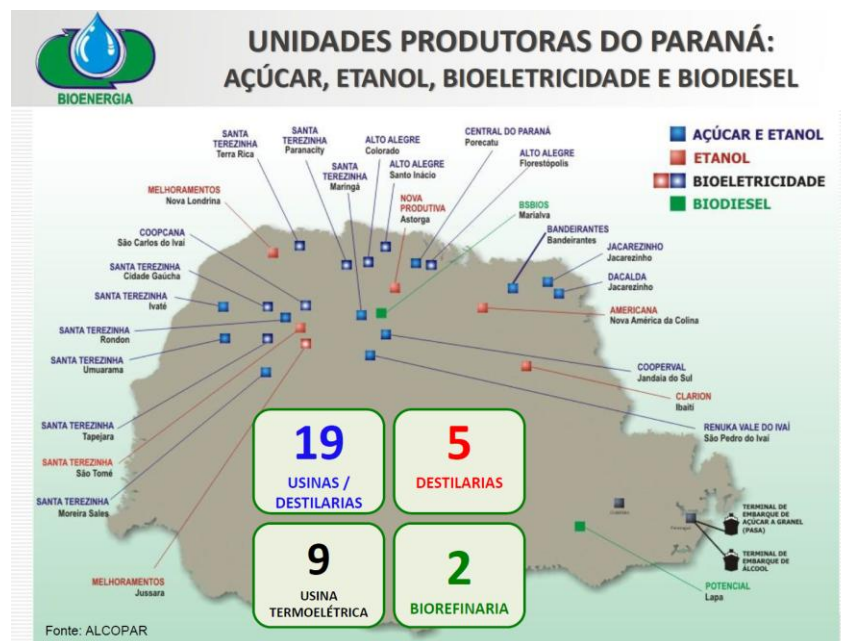 BIOENERGIA
UNIDADES PRODUTORAS DO PARANÁ:
AÇÚCAR, ETANOL, BIOELETRICIDADE E BIODIESEL
AÇÚCAR E ETANOL
ETANOL
BIOELETRICIDADE
BIODIESEL
SANTA
TEREZINHA
Terra Rica
SANTA
TEREZINHA
Paranacity
SANTA
TEREZINHA
Maringá
ALTO ALEGRE
Colorado
ALTO ALEGRE
Santo Inácio
CENTRAL DO PARANÁ
Porecatu
ALTO ALEGRE
Florestópolis
MELHORAMENTOS
Nova Londrina
NOVA
PRODUTIVA
Astorga
BSBIOS
Marialva
BANDEIRANTES
Bandeirantes
JACAREZINHO
Jacarezinho
DACALDA
Jacarezinho
COOPCANA
São Carlos do Ivaí
SANTA TEREZINHA
Cidade Gaúcha
SANTA TEREZINHA
Ivaté
SANTA TEREZINHA
Rondon
SANTA TEREZINHA
Umuarama
AMERICANA
Nova América da Colina
COOPERVAL
Jandaia do Sul
CLARION
Ibaiti
RENUKA VALE DO IVAÍ
São Pedro do Ivaí
SANTA TEREZINHA
Tapejara
SANTA TEREZINHA
São Tomé
SANTA TEREZINHA
Moreira Sales
MELHORAMENTOS
Jussara
19
USINAS /
DESTILARIAS
5
DESTILARIAS
9
USINA
TERMOELÉTRICA
2
BIOREFINARIA
TERMINAL DE
EMBARQUE DE
AÇÚCAR A GRANEL
(PASA)
TERMINAL DE
EMBARQUE DE
ÁLCOOL
POTENCIAL
Lapa
Fonte: ALCOPAR